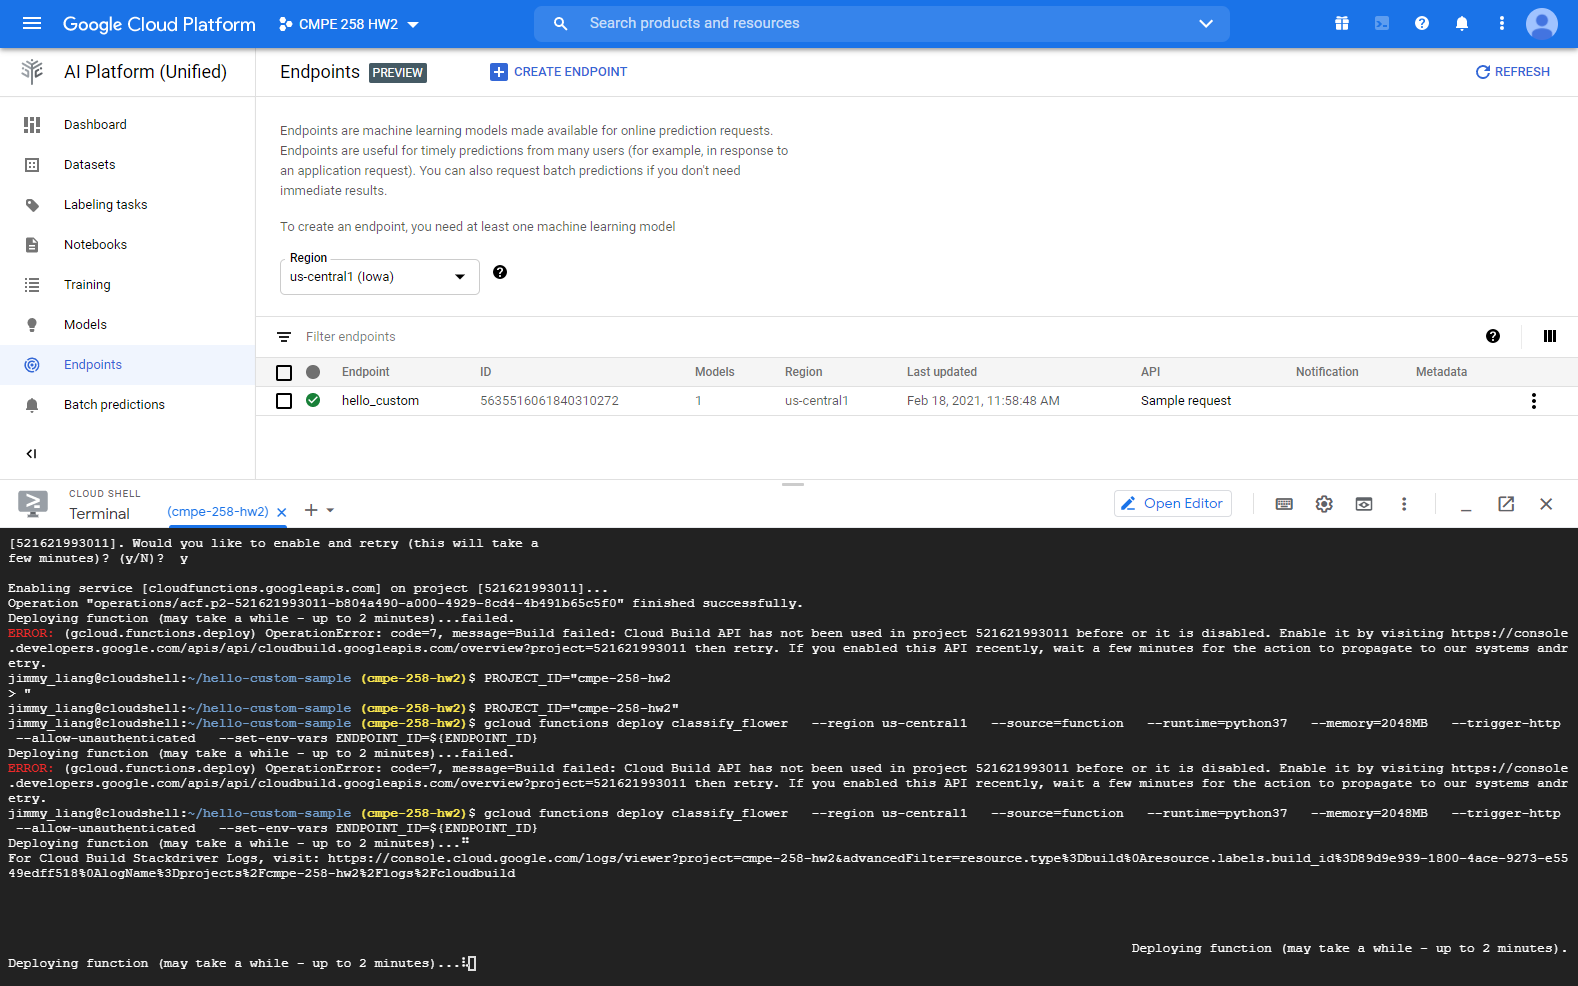 Google Cloud Platform
CMPE 258 HW2
Search products and resources
AI Platform (Unified)
Endpoints PREVIEW
CREATE ENDPOINT
REFRESH
Dashboard
Datasets
Labeling tasks
Notebooks
Training
Models
Endpoints
Batch predictions
Endpoints are machine learning models made available for online prediction requests.
Endpoints are useful for timely predictions from many users (for example, in response to
an application request). You can also request batch predictions if you don't need
immediate results.
To create an endpoint, you need at least one machine learning model
Region
us-central1 (Iowa)
Filter endpoints
Endpoint ID Models Region Last updated API Notification Metadata
hello_custom 5635516061840310272 1 us-central1 Feb 18, 2021, 11:58:48 AM Sample request
CLOUD SHELL
Terminal
(cmpe-258-hw2)
Open Editor
[521621993011]. Would you like to enable and retry (this will take a
few minutes)? (y/N)?  y
Enabling service [cloudfunctions.googleapis.com] on project [521621993011]...
Operation "operations/acf.p2-521621993011-b804a490-a000-4929-8cd4-4b491b65c5f0" finished successfully.
Deploying function (may take a while - up to 2 minutes)...failed.
ERROR: (gcloud.functions.deploy) OperationError: code=7, message=Build failed: Cloud Build API has not been used in project 521621993011 before or it is disabled. Enable it by visiting https://console
.developers.google.com/apis/api/cloudbuild.googleapis.com/overview?project=521621993011 then retry. If you enabled this API recently, wait a few minutes for the action to propagate to our systems andr
etry.
jimmy_liang@cloudshell:~/hello-custom-sample (cmpe-258-hw2)$ PROJECT_ID="cmpe-258-hw2
> "
jimmy_liang@cloudshell:~/hello-custom-sample (cmpe-258-hw2)$ PROJECT_ID="cmpe-258-hw2"
jimmy_liang@cloudshell:~/hello-custom-sample (cmpe-258-hw2)$ gcloud functions deploy classify_flower   --region us-central1   --source=function   --runtime=python37   --memory=2048MB   --trigger-http
--allow-unauthenticated   --set-env-vars ENDPOINT_ID=${ENDPOINT_ID}
Deploying function (may take a while - up to 2 minutes)...failed.
ERROR: (gcloud.functions.deploy) OperationError: code=7, message=Build failed: Cloud Build API has not been used in project 521621993011 before or it is disabled. Enable it by visiting https://console
.developers.google.com/apis/api/cloudbuild.googleapis.com/overview?project=521621993011 then retry. If you enabled this API recently, wait a few minutes for the action to propagate to our systems andr
etry.
jimmy_liang@cloudshell:~/hello-custom-sample (cmpe-258-hw2)$ gcloud functions deploy classify_flower   --region us-central1   --source=function   --runtime=python37   --memory=2048MB   --trigger-http
--allow-unauthenticated   --set-env-vars ENDPOINT_ID=${ENDPOINT_ID}
Deploying function (may take a while - up to 2 minutes)...⠛
For Cloud Build Stackdriver Logs, visit: https://console.cloud.google.com/logs/viewer?project=cmpe-258-hw2&advancedFilter=resource.type%3Dbuild%0Aresource.labels.build_id%3D89d9e939-1800-4ace-9273-e55
49edff518%0AlogName%3Dprojects%2Fcmpe-258-hw2%2Flogs%2Fcloudbuild
Deploying function (may take a while - up to 2 minutes).
Deploying function (may take a while - up to 2 minutes)...⠧